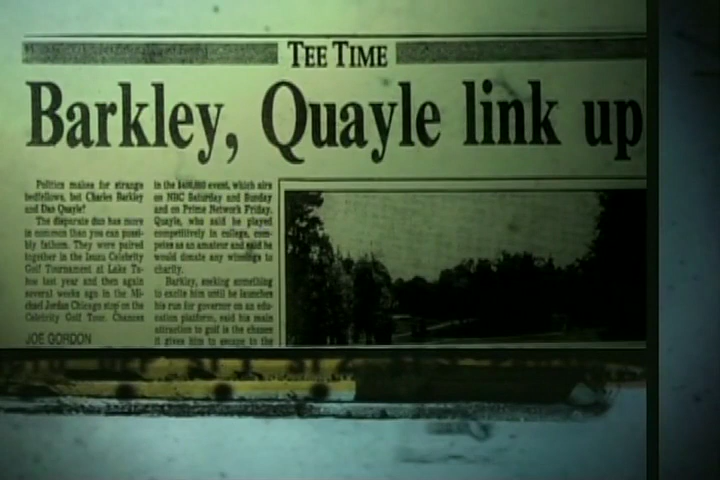 TEE TIME
Barkley, Quayle link up
Politics makes for strange
bedfellows, but Charles Barkley
and Dan Quayle?
The disparate duo has more
in common than you can possi-
bly fathom. They were paired
together in the Isuzu Celebrity
Golf Tournament at Lake Ta-
hoe last year and then again
several weeks ago in the Mi-
chael Jordan Chicago stop on the
Celebrity Golf Tour. Chances
JOE GORDON
in the $400,000 event, which airs
on NBC Saturday and Sunday
and on Prime Network Friday.
Quayle, who said he played
competitively in college, com-
petes as an amateur and said he
would donate any winnings to
charity.
Barkley, seeking something
to excite him until he launches
his run for governor on an edu-
cation platform, said his main
attraction to golf is the chance
it gives him to escape to the